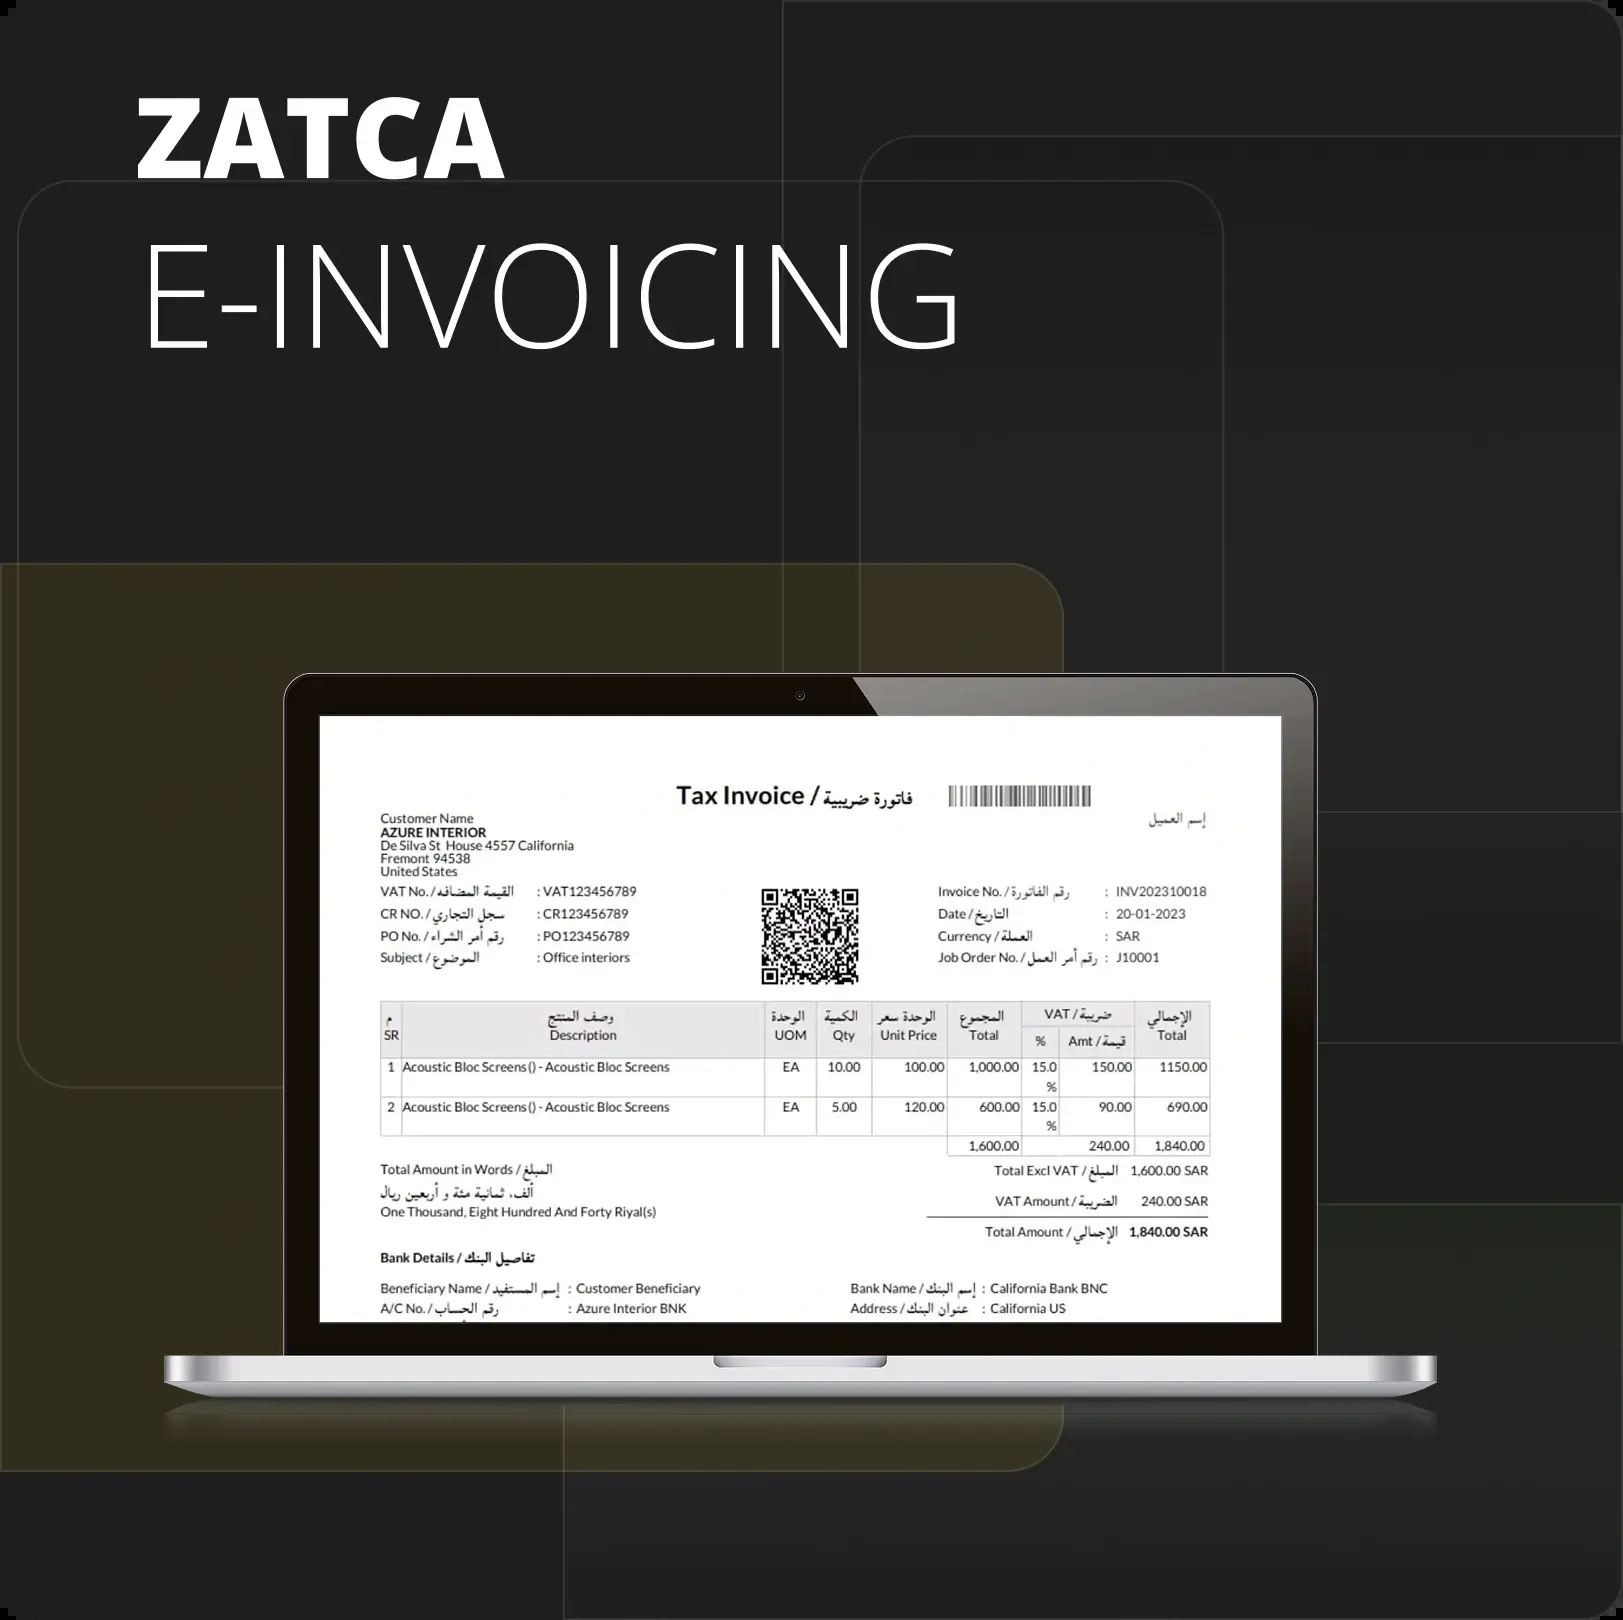 ZATCA
E-INVOICING
Tax Invoice / فاتورة ضريبية
Customer Name
إسم العميل
AZURE INTERIOR
De Silva St House 4557 California
Fremont 94538
United States
VAT No. / القيمة المضافه : VAT123456789
CR NO. / سجل التجاري : CR123456789
PO No. / رقم أمر الشراء : PO123456789
Subject / الموضوع : Office interiors
Invoice No. / رقم الفاتورة : INV202310018
Date / التاريخ : 20-01-2023
Currency / العملة : SAR
Job Order No. / رقم أمر العمل : J10001
م وصف المنتج الوحدة الكمية الوحدة سعر المجموع VAT / ضريبة الإجمالي
SR Description UOM Qty Unit Price Total % Amt / قيمة Total
1 Acoustic Bloc Screens () - Acoustic Bloc Screens EA 10.00 100.00 1,000.00 15.0 % 150.00 1150.00
2 Acoustic Bloc Screens () - Acoustic Bloc Screens EA 5.00 120.00 600.00 15.0 % 90.00 690.00
1,600.00 240.00 1,840.00
Total Amount in Words / المبلغ
ألف، ثمانية مئة و أربعين ريال
One Thousand, Eight Hundred And Forty Riyal(s)
Total Excl VAT / المبلغ 1,600.00 SAR
VAT Amount / الضريبة 240.00 SAR
Total Amount / الإجمالي 1,840.00 SAR
Bank Details / تفاصيل البنك
Beneficiary Name / إسم المستفيد : Customer Beneficiary
Bank Name / إسم البنك : California Bank BNC
A/C No. / رقم الحساب : Azure Interior BNK
Address / عنوان البنك : California US